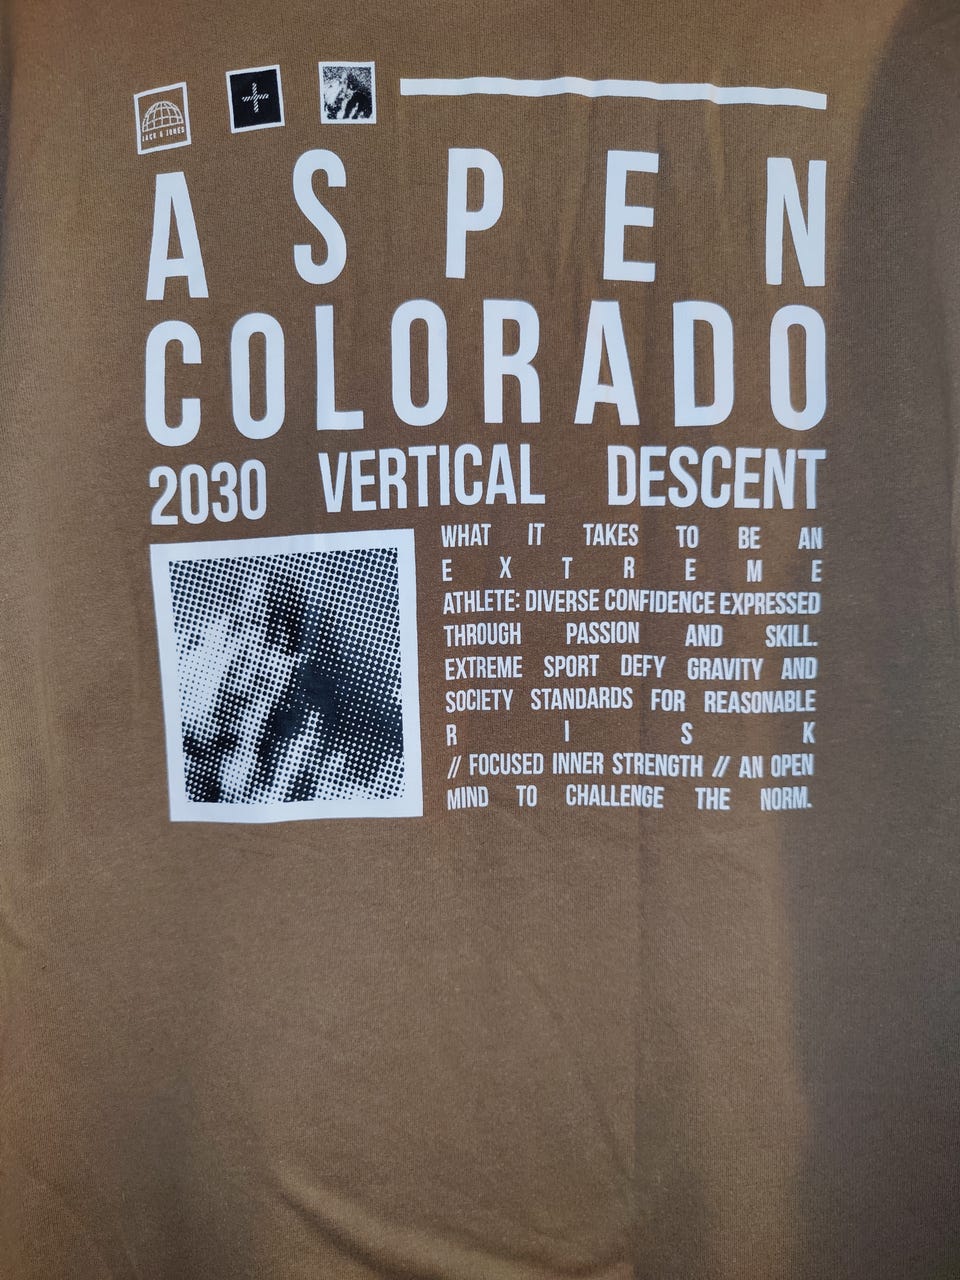 JACK & JONES
ASPEN
COLORADO
2030 VERTICAL DESCENT
WHAT IT TAKES TO BE AN
EXTREME
ATHLETE: DIVERSE CONFIDENCE EXPRESSED
THROUGH PASSION AND SKILL.
EXTREME SPORT DEFY GRAVITY AND
SOCIETY STANDARDS FOR REASONABLE
RISK
// FOCUSED INNER STRENGTH // AN OPEN
MIND TO CHALLENGE THE NORM.